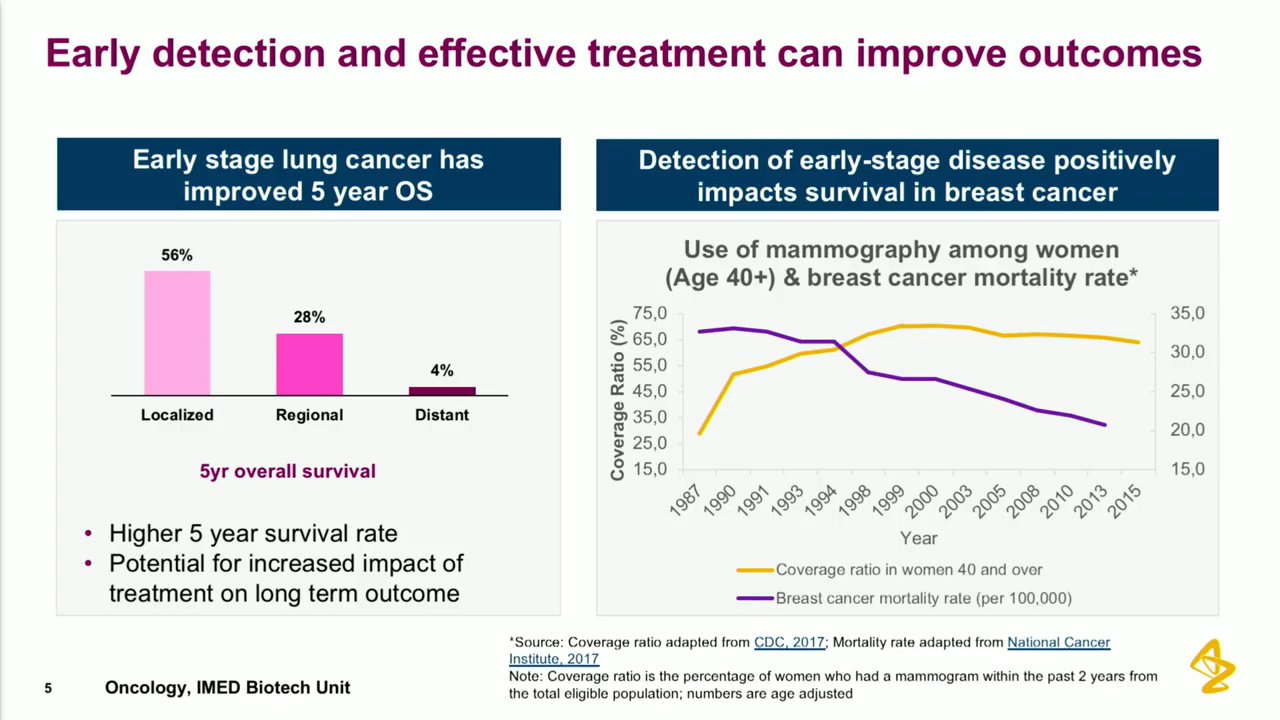 Early detection and effective treatment can improve outcomes
Early stage lung cancer has
improved 5 year OS
56%
28%
4%
Localized
Regional
Distant
5yr overall survival
• Higher 5 year survival rate
• Potential for increased impact of
treatment on long term outcome
Detection of early-stage disease positively
impacts survival in breast cancer
Use of mammography among women
(Age 40+) & breast cancer mortality rate*
Coverage Ratio (%)
75,0
65,0
55,0
45,0
35,0
25,0
15,0
35,0
30,0
25,0
20,0
15,0
1987
1990
1991
1993
1994
1998
1999
2000
2003
2005
2008
2010
2013
2015
Year
Coverage ratio in women 40 and over
Breast cancer mortality rate (per 100,000)
*Source: Coverage ratio adapted from CDC, 2017; Mortality rate adapted from National Cancer
Institute, 2017
Note: Coverage ratio is the percentage of women who had a mammogram within the past 2 years from
the total eligible population; numbers are age adjusted
5
Oncology, IMED Biotech Unit